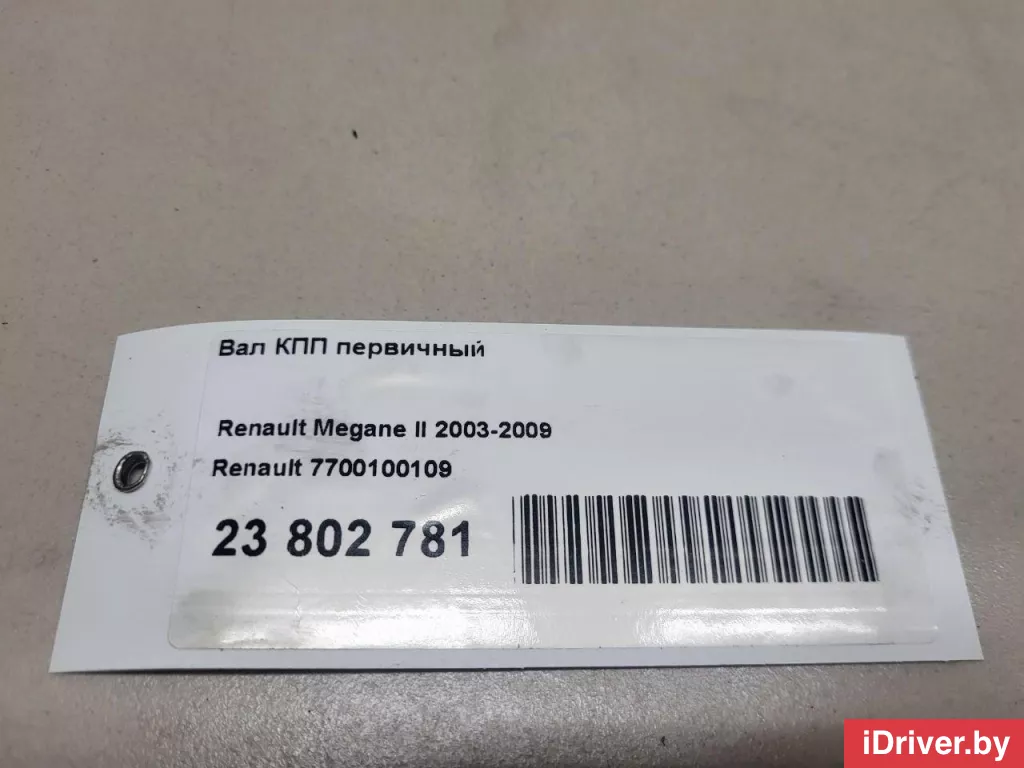 Вал КПП первичный
Renault Megane II 2003-2009
Renault 7700100109
23 802 781
iDriver.by